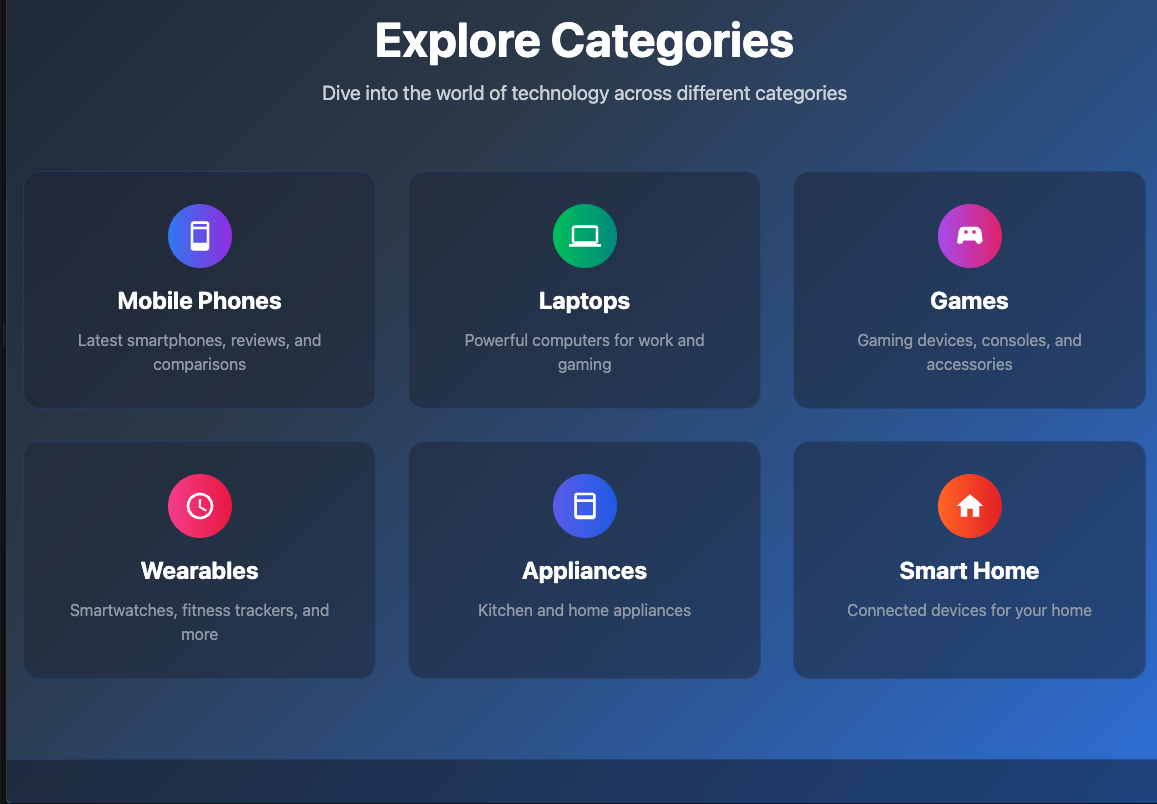 Explore Categories
Dive into the world of technology across different categories
Mobile Phones
Latest smartphones, reviews, and
comparisons
Laptops
Powerful computers for work and
gaming
Games
Gaming devices, consoles, and
accessories
Wearables
Smartwatches, fitness trackers, and
more
Appliances
Kitchen and home appliances
Smart Home
Connected devices for your home